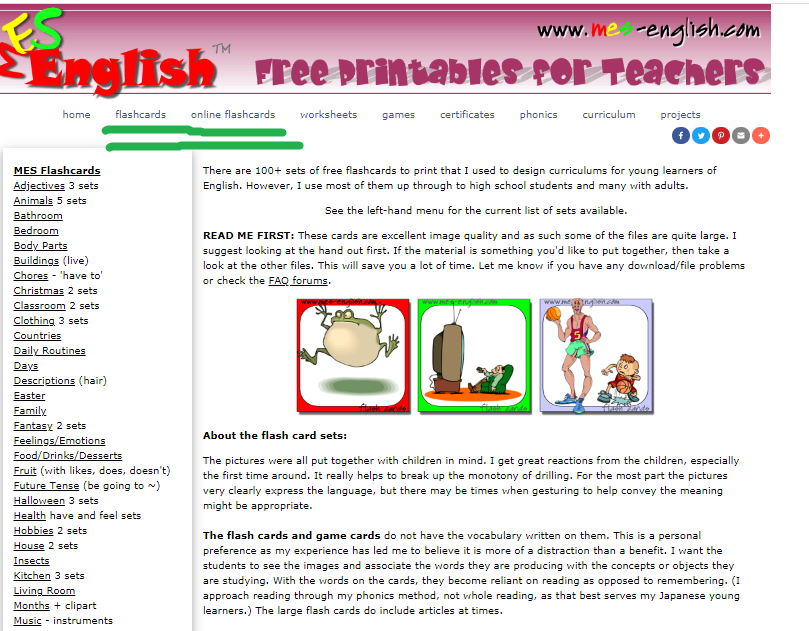 MES English™
www.mes-english.com
Free Printables for Teachers
home flashcards online flashcards worksheets games certificates phonics curriculum projects
MES Flashcards
Adjectives 3 sets
Animals 5 sets
Bathroom
Bedroom
Body Parts
Buildings (live)
Chores - 'have to'
Christmas 2 sets
Classroom 2 sets
Clothing 3 sets
Countries
Daily Routines
Days
Descriptions (hair)
Easter
Family
Fantasy 2 sets
Feelings/Emotions
Food/Drinks/Desserts
Fruit (with likes, does, doesn't)
Future Tense (be going to ~)
Halloween 3 sets
Health have and feel sets
Hobbies 2 sets
House 2 sets
Insects
Kitchen 3 sets
Living Room
Months + clipart
Music - instruments
There are 100+ sets of free flashcards to print that I used to design curriculums for young learners of
English. However, I use most of them up through to high school students and many with adults.
See the left-hand menu for the current list of sets available.
READ ME FIRST: These cards are excellent image quality and as such some of the files are quite large. I
suggest looking at the hand out first. If the material is something you'd like to put together, then take a
look at the other files. This will save you a lot of time. Let me know if you have any download/file problems
or check the FAQ forums.
www.mes-english.com www.mes-english.com www.mes-english.com
5
flash cards flash cards flash cards
About the flash card sets:
The pictures were all put together with children in mind. I get great reactions from the children, especially
the first time around. It really helps to break up the monotony of drilling. For the most part the pictures
very clearly express the language, but there may be times when gesturing to help convey the meaning
might be appropriate.
The flash cards and game cards do not have the vocabulary written on them. This is a personal
preference as my experience has led me to believe it is more of a distraction than a benefit. I want the
students to see the images and associate the words they are producing with the concepts or objects they
are studying. With the words on the cards, they become reliant on reading as opposed to remembering. (I
approach reading through my phonics method, not whole reading, as that best serves my Japanese young
learners.) The large flash cards do include articles at times.